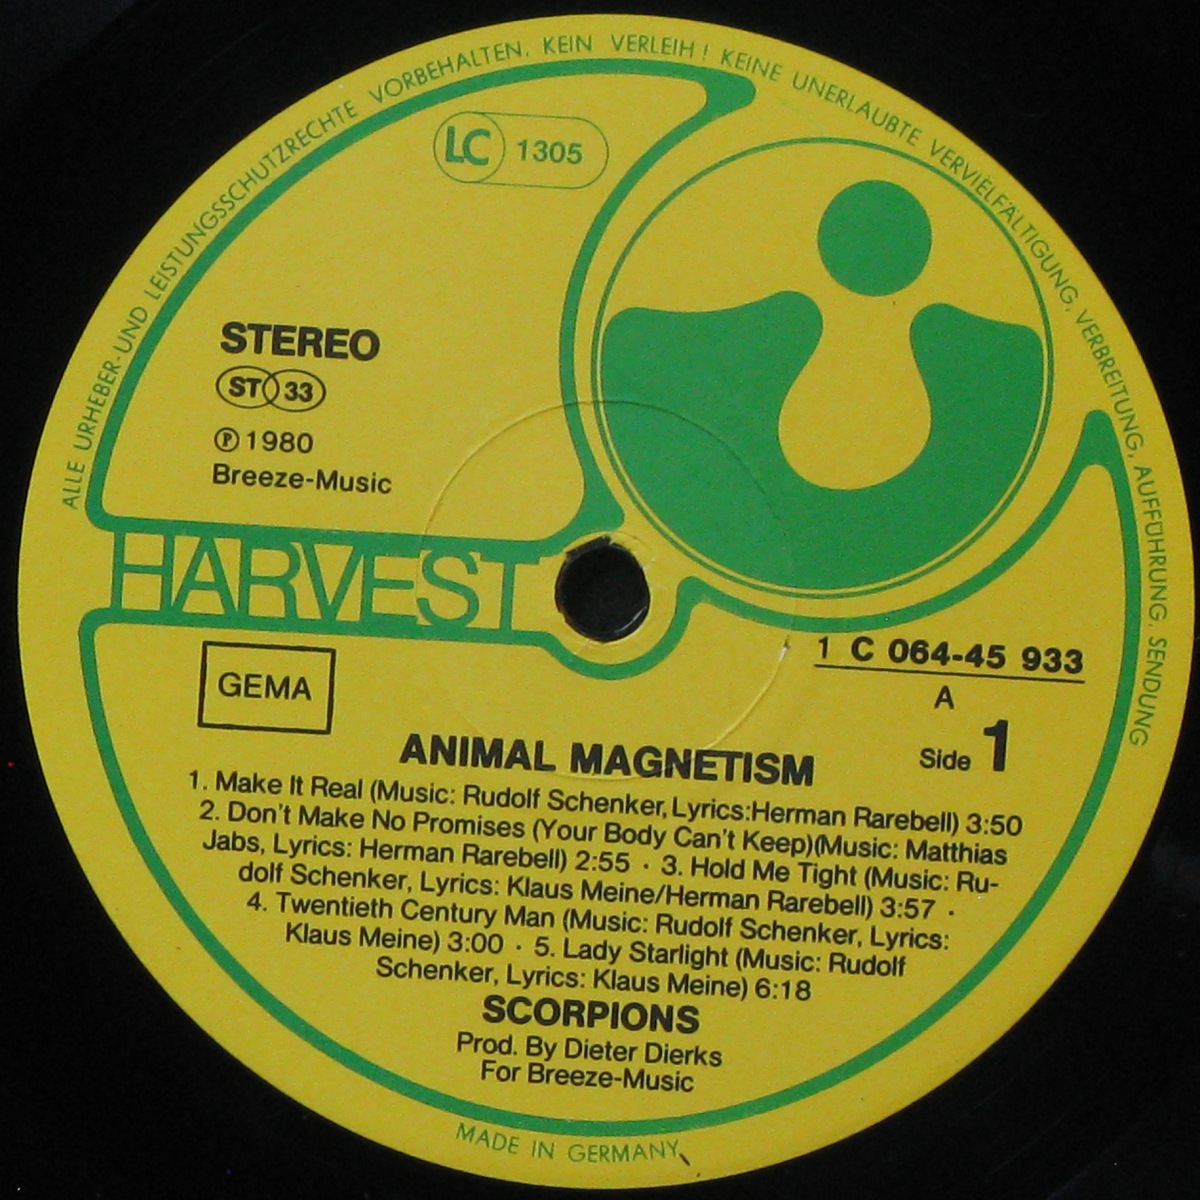 ALLE URHEBER- UND LEISTUNGSSCHUTZRECHTE VORBEHALTEN. KEIN VERLEIH! KEINE UNERLAUBTE VERVIELFÄLTIGUNG, VERBREITUNG, AUFFÜHRUNG, SENDUNG
LC 1305
STEREO
ST 33
Ⓟ 1980
Breeze-Music
HARVEST
GEMA
1 C 064-45 933
A
Side 1
ANIMAL MAGNETISM
1. Make It Real (Music: Rudolf Schenker, Lyrics:Herman Rarebell) 3:50
2. Don't Make No Promises (Your Body Can't Keep)(Music: Matthias
Jabs, Lyrics: Herman Rarebell) 2:55 · 3. Hold Me Tight (Music: Ru-
dolf Schenker, Lyrics: Klaus Meine/Herman Rarebell) 3:57 ·
4. Twentieth Century Man (Music: Rudolf Schenker, Lyrics:
Klaus Meine) 3:00 · 5. Lady Starlight (Music: Rudolf
Schenker, Lyrics: Klaus Meine) 6:18
SCORPIONS
Prod. By Dieter Dierks
For Breeze-Music
MADE IN GERMANY